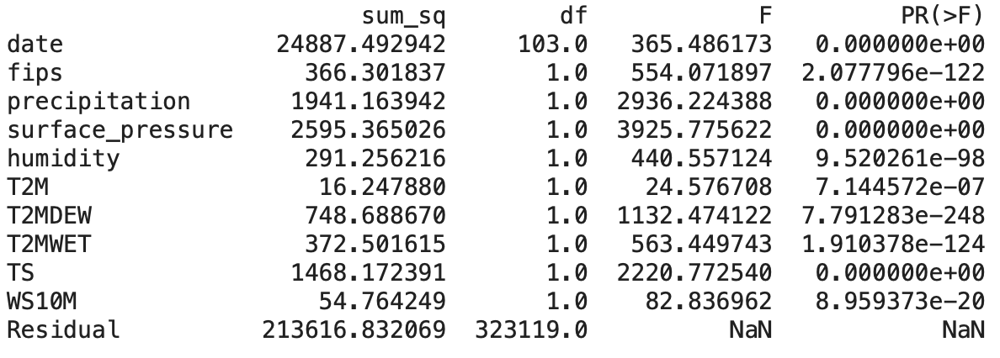 sum_sq df F PR(>F)
date 24887.492942 103.0 365.486173 0.000000e+00
fips 366.301837 1.0 554.071897 2.077796e-122
precipitation 1941.163942 1.0 2936.224388 0.000000e+00
surface_pressure 2595.365026 1.0 3925.775622 0.000000e+00
humidity 291.256216 1.0 440.557124 9.520261e-98
T2M 16.247880 1.0 24.576708 7.144572e-07
T2MDEW 748.688670 1.0 1132.474122 7.791283e-248
T2MWET 372.501615 1.0 563.449743 1.910378e-124
TS 1468.172391 1.0 2220.772540 0.000000e+00
WS10M 54.764249 1.0 82.836962 8.959373e-20
Residual 213616.832069 323119.0 NaN NaN